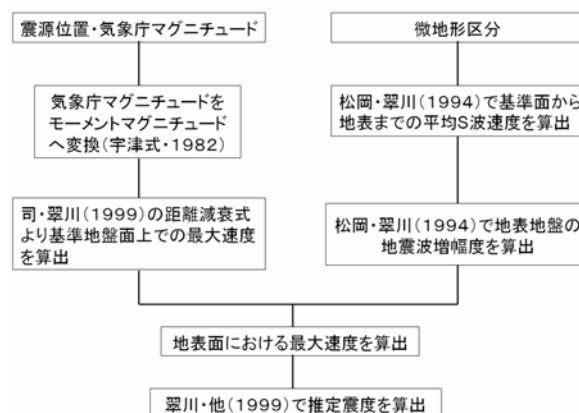 震源位置・気象庁マグニチュード
気象庁マグニチュードを
モーメントマグニチュード
へ変換(宇津式・1982)
司・翠川(1999)の距離減衰式
より基準地盤面上での最大速度
を算出
微地形区分
松岡・翠川(1994)で基準面から
地表までの平均S波速度を算出
松岡・翠川(1994)で地表地盤の
地震波増幅度を算出
地表面における最大速度を算出
翠川・他(1999)で推定震度を算出